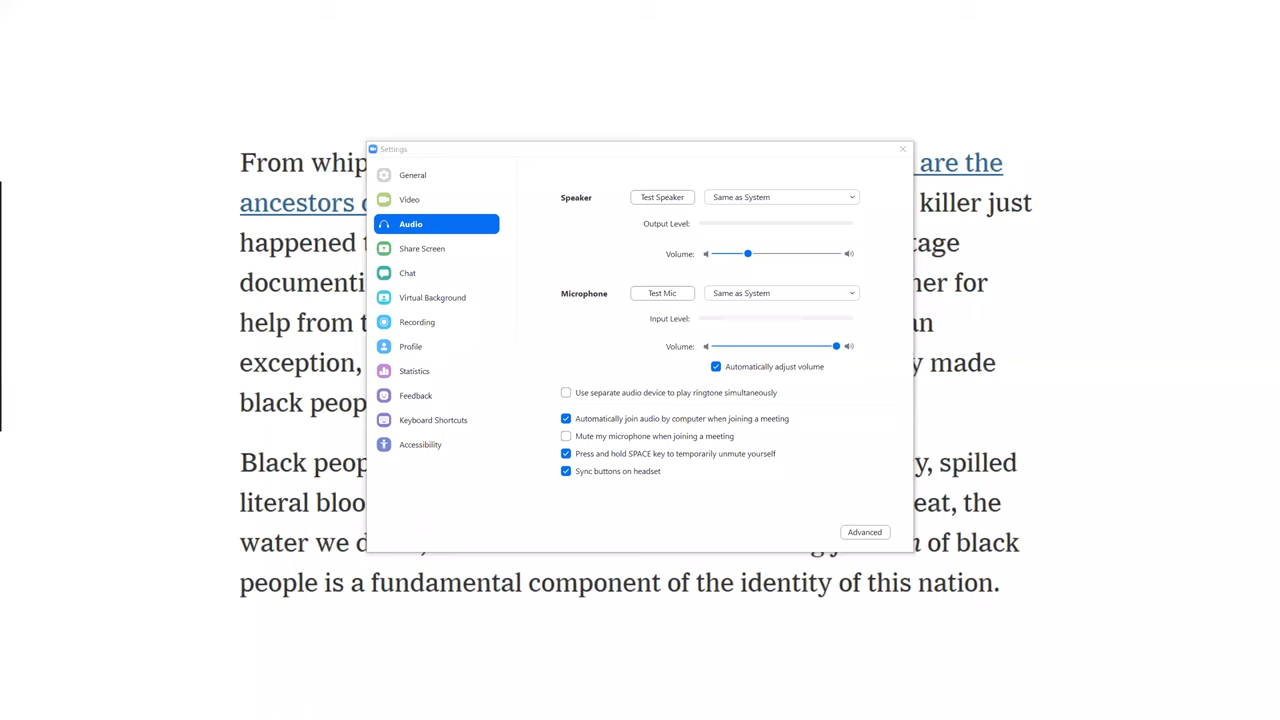 From whip
are the
ancestors
killer just
happened
tage
documenti
her for
help from
an
exception,
y made
black peop
Black peop
y, spilled
literal bloo
eat, the
water we d
of black
people is a fundamental component of the identity of this nation.
Settings
General
Video
Audio
Share Screen
Chat
Virtual Background
Recording
Profile
Statistics
Feedback
Keyboard Shortcuts
Accessibility
Speaker
Test Speaker
Same as System
Output Level:
Volume:
Microphone
Test Mic
Same as System
Input Level:
Volume:
Automatically adjust volume
Use separate audio device to play ringtone simultaneously
Automatically join audio by computer when joining a meeting
Mute my microphone when joining a meeting
Press and hold SPACE key to temporarily unmute yourself
Sync buttons on headset
Advanced